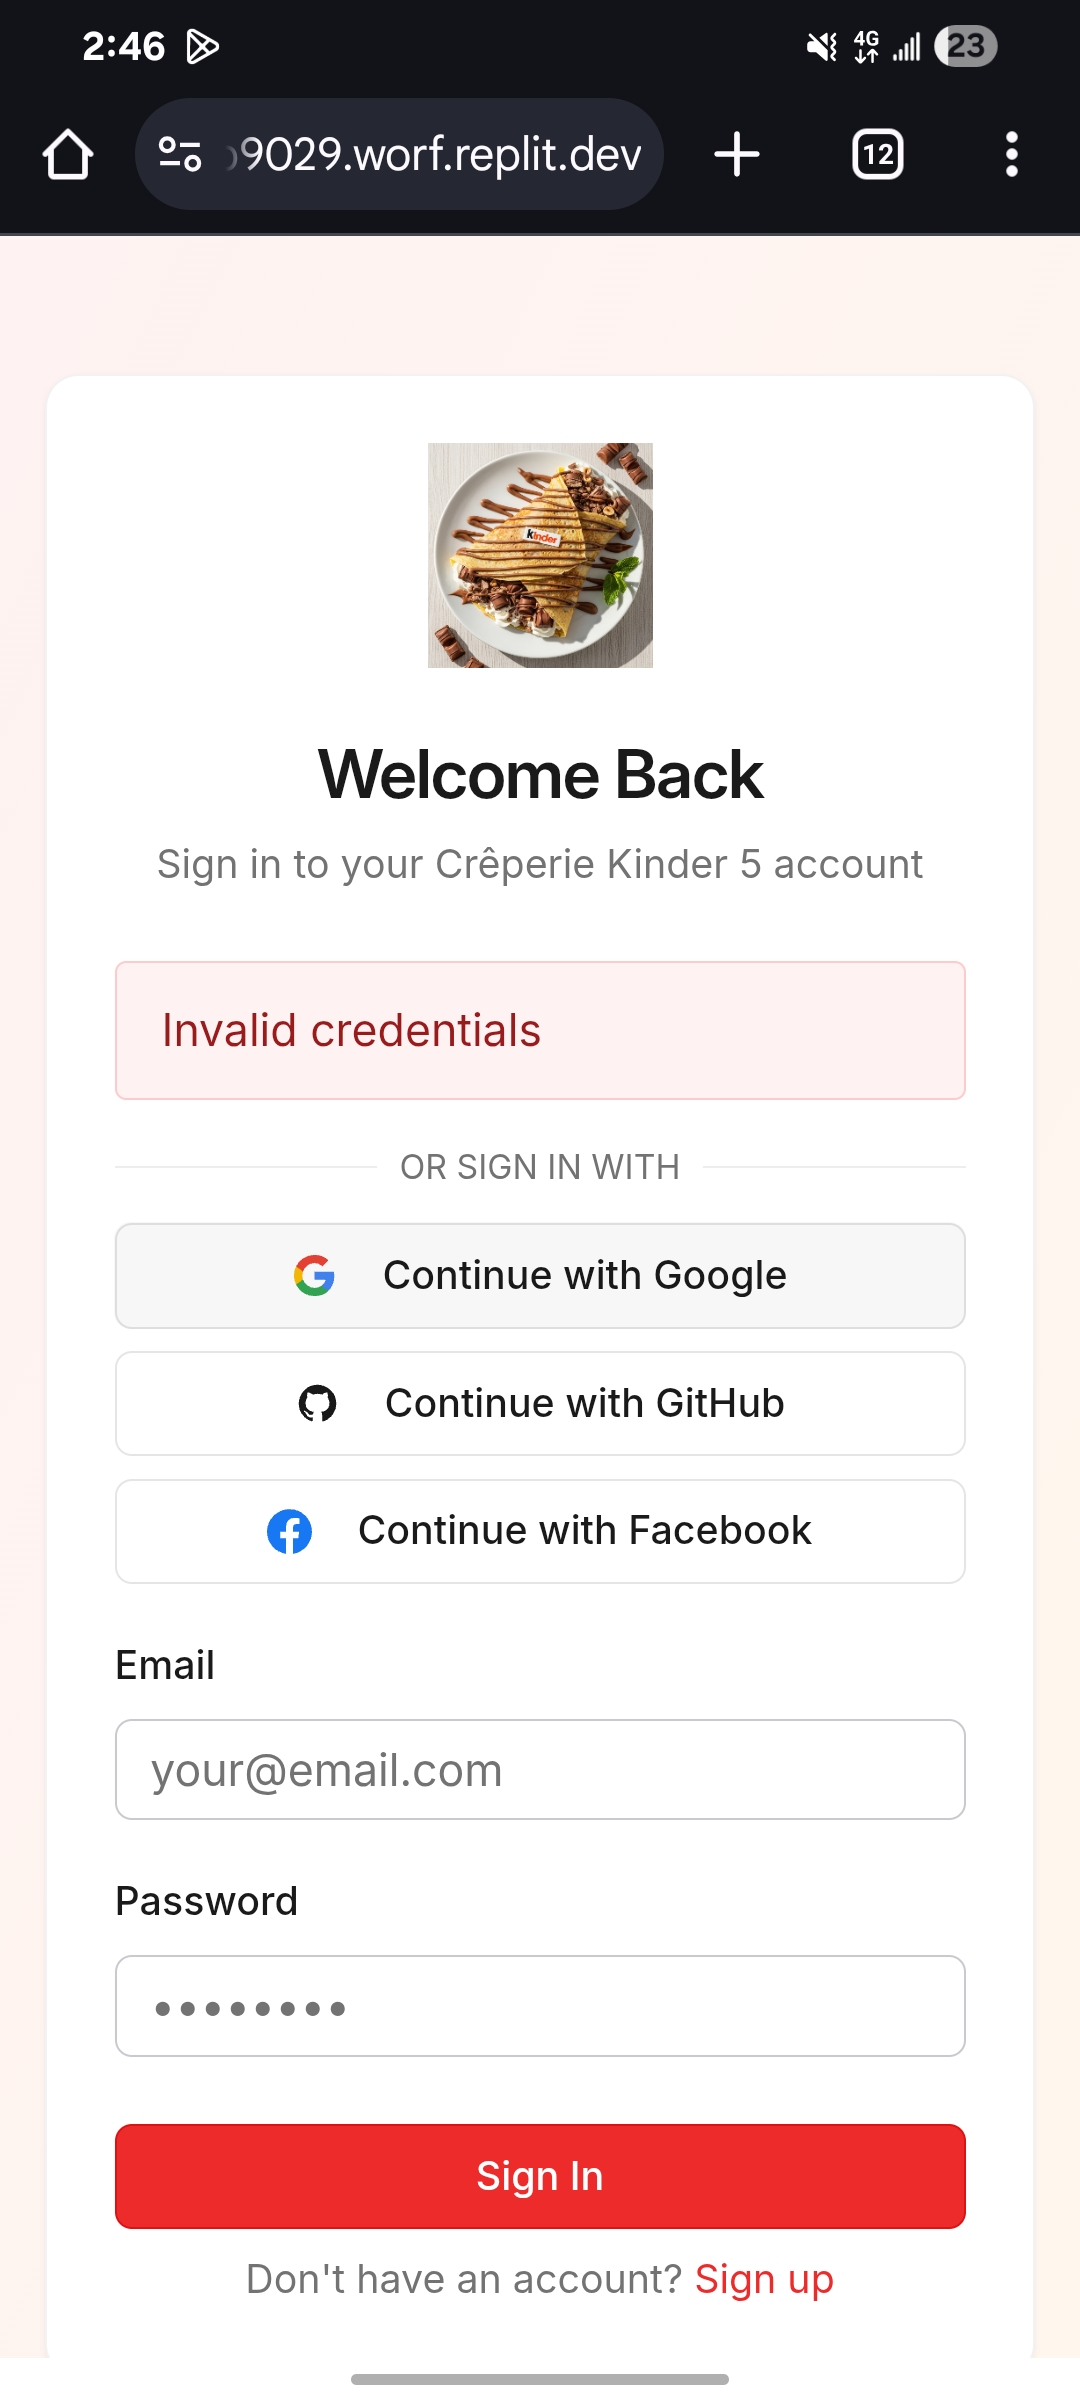 2:46
4G
23
9029.worf.replit.dev
12
kinder
Welcome Back
Sign in to your Crêperie Kinder 5 account
Invalid credentials
OR SIGN IN WITH
Continue with Google
Continue with GitHub
Continue with Facebook
Email
your@email.com
Password
••••••••
Sign In
Don't have an account? Sign up